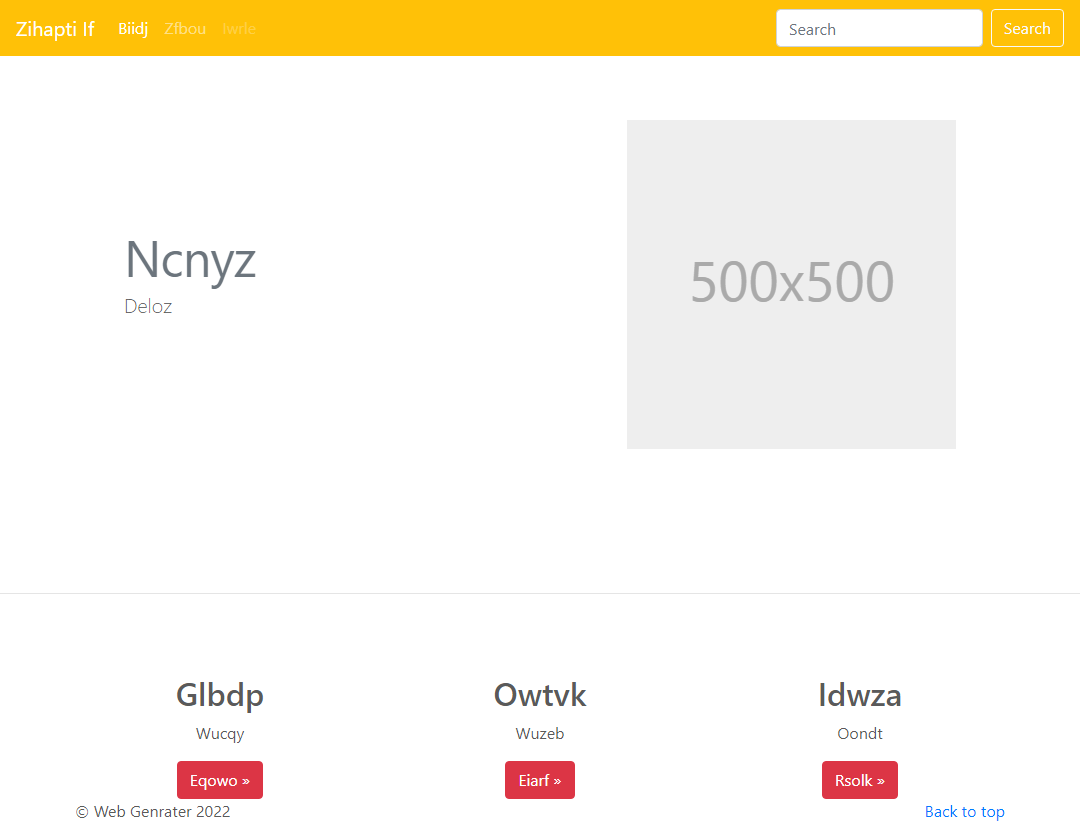 Zihapti If Biidj Zfbou Iwrle Search Search
500x500
Ncnyz
Deloz
Glbdp Owtvk Idwza
Wucqy Wuzeb Oondt
Eqowo » Eiarf » Rsolk »
© Web Genrater 2022 Back to top